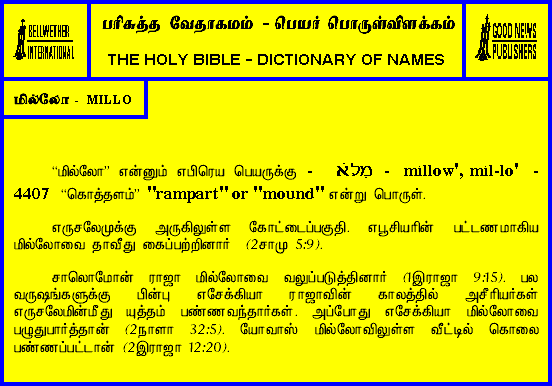 BELLWETHER
INTERNATIONAL
பரிசுத்த வேதாகமம் - பெயர் பொருள்விளக்கம்
THE HOLY BIBLE - DICTIONARY OF NAMES
GOOD NEWS
PUBLISHERS
மில்லோ - MILLO
“மில்லோ” என்னும் எபிரெய பெயருக்கு - מִלֹּא - millow', mil-lo' -
4407 “கொத்தளம்” "rampart" or "mound" என்று பொருள்.
எருசலேமுக்கு அருகிலுள்ள கோட்டைப்பகுதி. எபூசியரின் பட்டணமாகிய
மில்லோவை தாவீது கைப்பற்றினார் (2சாமு 5:9).
சாலொமோன் ராஜா மில்லோவை வலுப்படுத்தினார் (1இராஜா 9:15). பல
வருஷங்களுக்கு பின்பு எசேக்கியா ராஜாவின் காலத்தில் அசீரியர்கள்
எருசலேமின்மீது யுத்தம் பண்ணவந்தார்கள். அப்போது எசேக்கியா மில்லோவை
பழுதுபார்த்தான் (2நாளா 32:5). யோவாஸ் மில்லோவிலுள்ள வீட்டில் கொலை
பண்ணப்பட்டான் (2இராஜா 12:20).